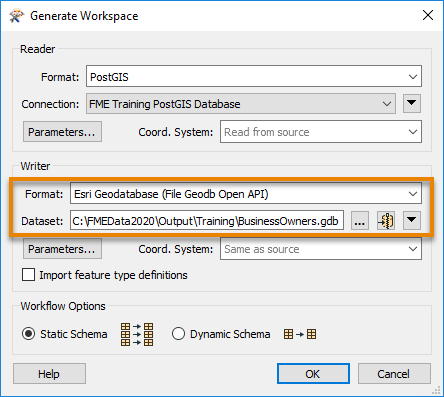 Generate Workspace
Reader
Format: PostGIS
Connection: FME Training PostGIS Database
Parameters... Coord. System: Read from source
Writer
Format: Esri Geodatabase (File Geodb Open API)
Dataset: C:\FMEData2020\Output\Training\BusinessOwners.gdb ...
Parameters... Coord. System: Same as source
Import feature type definitions
Workflow Options
Static Schema Dynamic Schema
Help OK Cancel